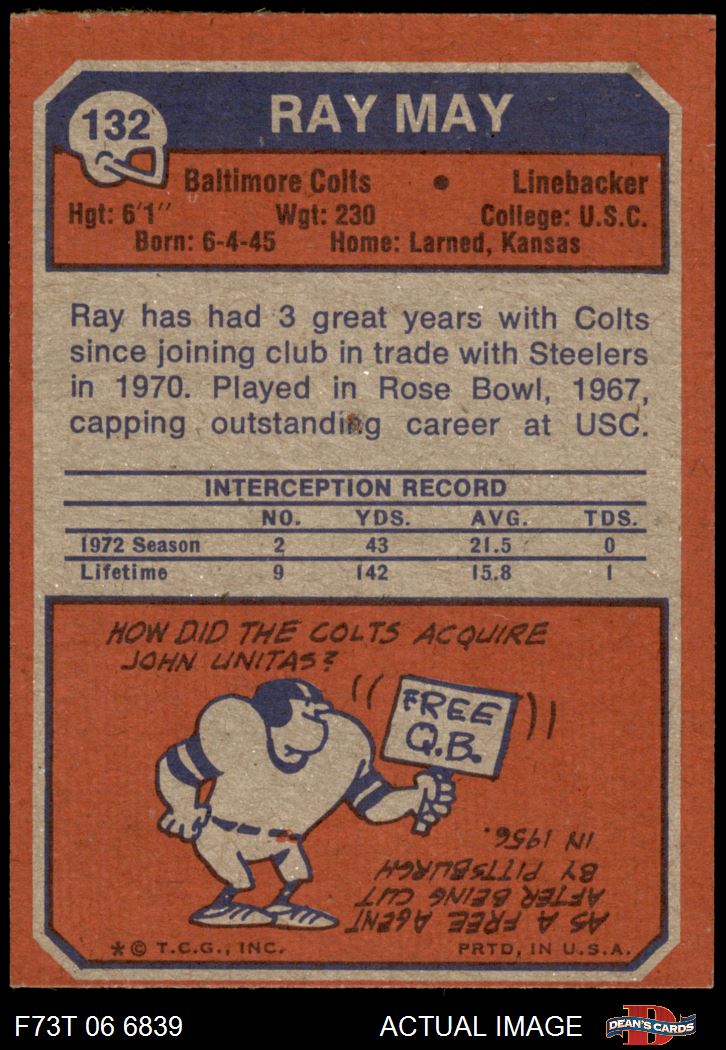 132
RAY MAY
Baltimore Colts • Linebacker
Hgt: 6'1" Wgt: 230 College: U.S.C.
Born: 6-4-45 Home: Larned, Kansas
Ray has had 3 great years with Colts
since joining club in trade with Steelers
in 1970. Played in Rose Bowl, 1967,
capping outstanding career at USC.
INTERCEPTION RECORD
NO. YDS. AVG. TDS.
1972 Season 2 43 21.5 0
Lifetime 9 142 15.8 1
HOW DID THE COLTS ACQUIRE
JOHN UNITAS?
FREE
Q.B.
AS A FREE AGENT
AFTER BEING CUT
BY PITTSBURGH
IN 1956.
* © T.C.G., INC. PRTD, IN U.S.A.
F73T 06 6839 ACTUAL IMAGE DEAN'S CARDS